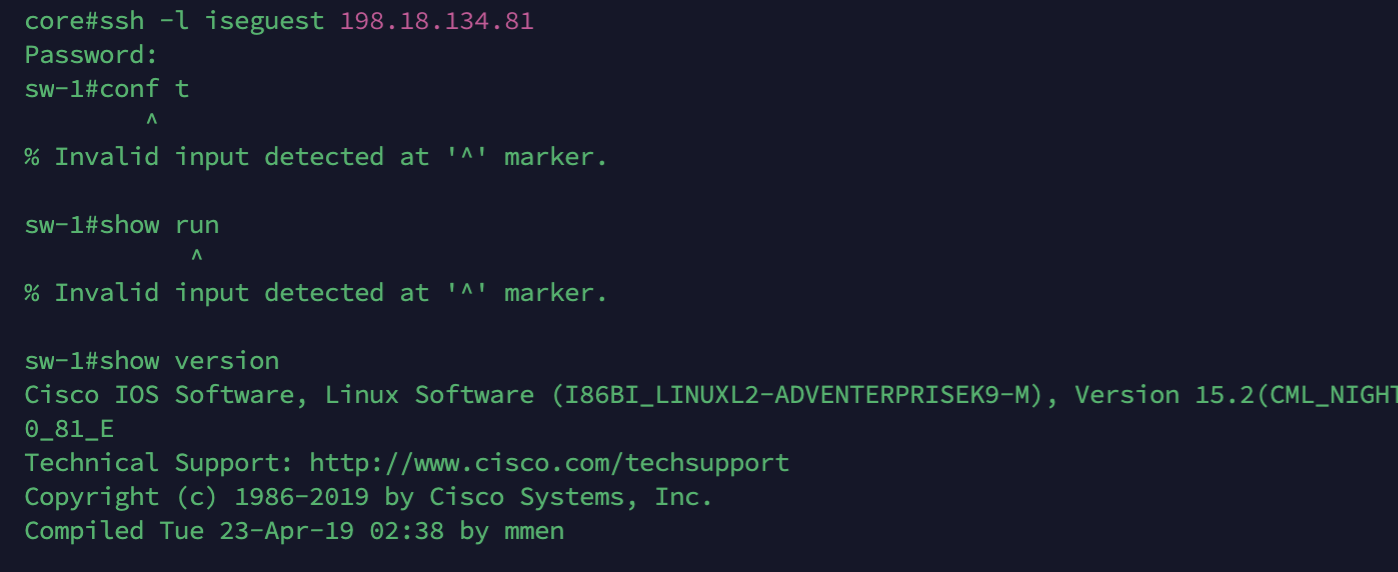 core#ssh -l iseguest 198.18.134.81
Password:
sw-1#conf t
        ^
% Invalid input detected at '^' marker.
sw-1#show run
           ^
% Invalid input detected at '^' marker.
sw-1#show version
Cisco IOS Software, Linux Software (I86BI_LINUXL2-ADVENTERPRISEK9-M), Version 15.2(CML_NIGHT
0_81_E
Technical Support: http://www.cisco.com/techsupport
Copyright (c) 1986-2019 by Cisco Systems, Inc.
Compiled Tue 23-Apr-19 02:38 by mmen